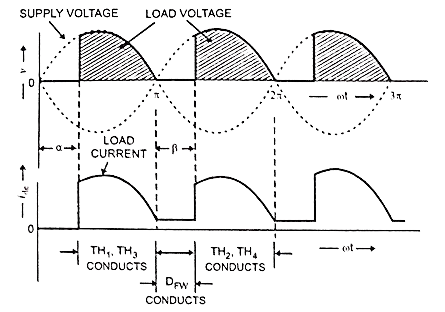 SUPPLY VOLTAGE LOAD VOLTAGE
v
0
π 2π ωt 3π
α β
LOAD
CURRENT
i_dc
0
TH₁, TH₃
CONDUCTS
TH₂, TH₄
CONDUCTS
ωt
D_FW
CONDUCTS